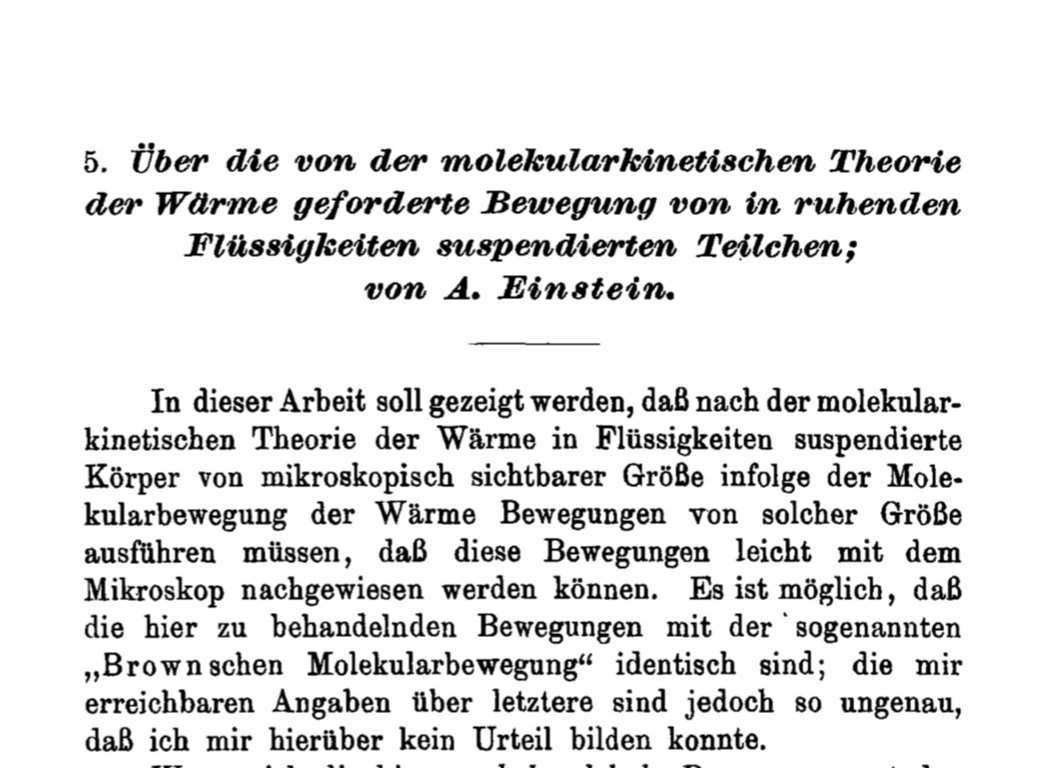 5. Über die von der molekularkinetischen Theorie
der Wärme geforderte Bewegung von in ruhenden
Flüssigkeiten suspendierten Teilchen;
von A. Einstein.
In dieser Arbeit soll gezeigt werden, daß nach der molekular-
kinetischen Theorie der Wärme in Flüssigkeiten suspendierte
Körper von mikroskopisch sichtbarer Größe infolge der Mole-
kularbewegung der Wärme Bewegungen von solcher Größe
ausführen müssen, daß diese Bewegungen leicht mit dem
Mikroskop nachgewiesen werden können. Es ist möglich, daß
die hier zu behandelnden Bewegungen mit der sogenannten
„Brownschen Molekularbewegung“ identisch sind; die mir
erreichbaren Angaben über letztere sind jedoch so ungenau,
daß ich mir hierüber kein Urteil bilden konnte.